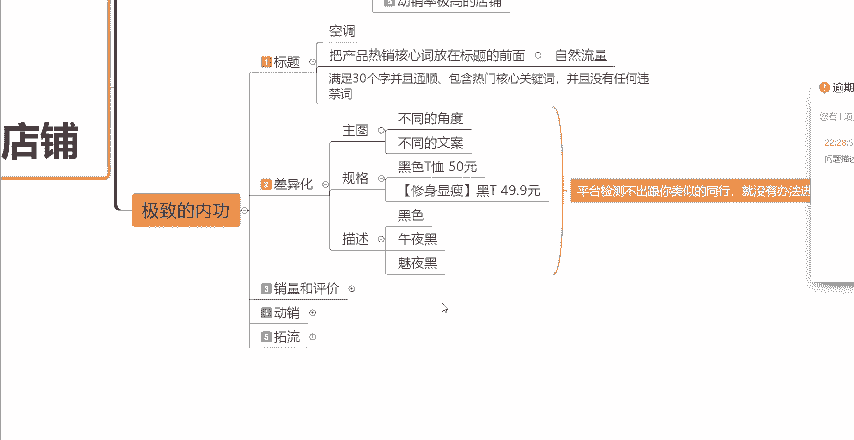 动销率极高的店铺
空调
1 标题
把产品热销核心词放在标题的前面
自然流量
满足30个字并且通顺、包含热门核心关键词，并且没有任何违
禁词
店铺
极致的内功
2 差异化
主图
不同的角度
不同的文案
规格
黑色T恤 50元
【修身显瘦】黑T 49.9元
描述
黑色
午夜黑
魅夜黑
平台检测不出跟你类似的同行，就没有办法进
3 销量和评价
4 动销
5 拓流
逾期
您有1项
22:28:5
问题描述